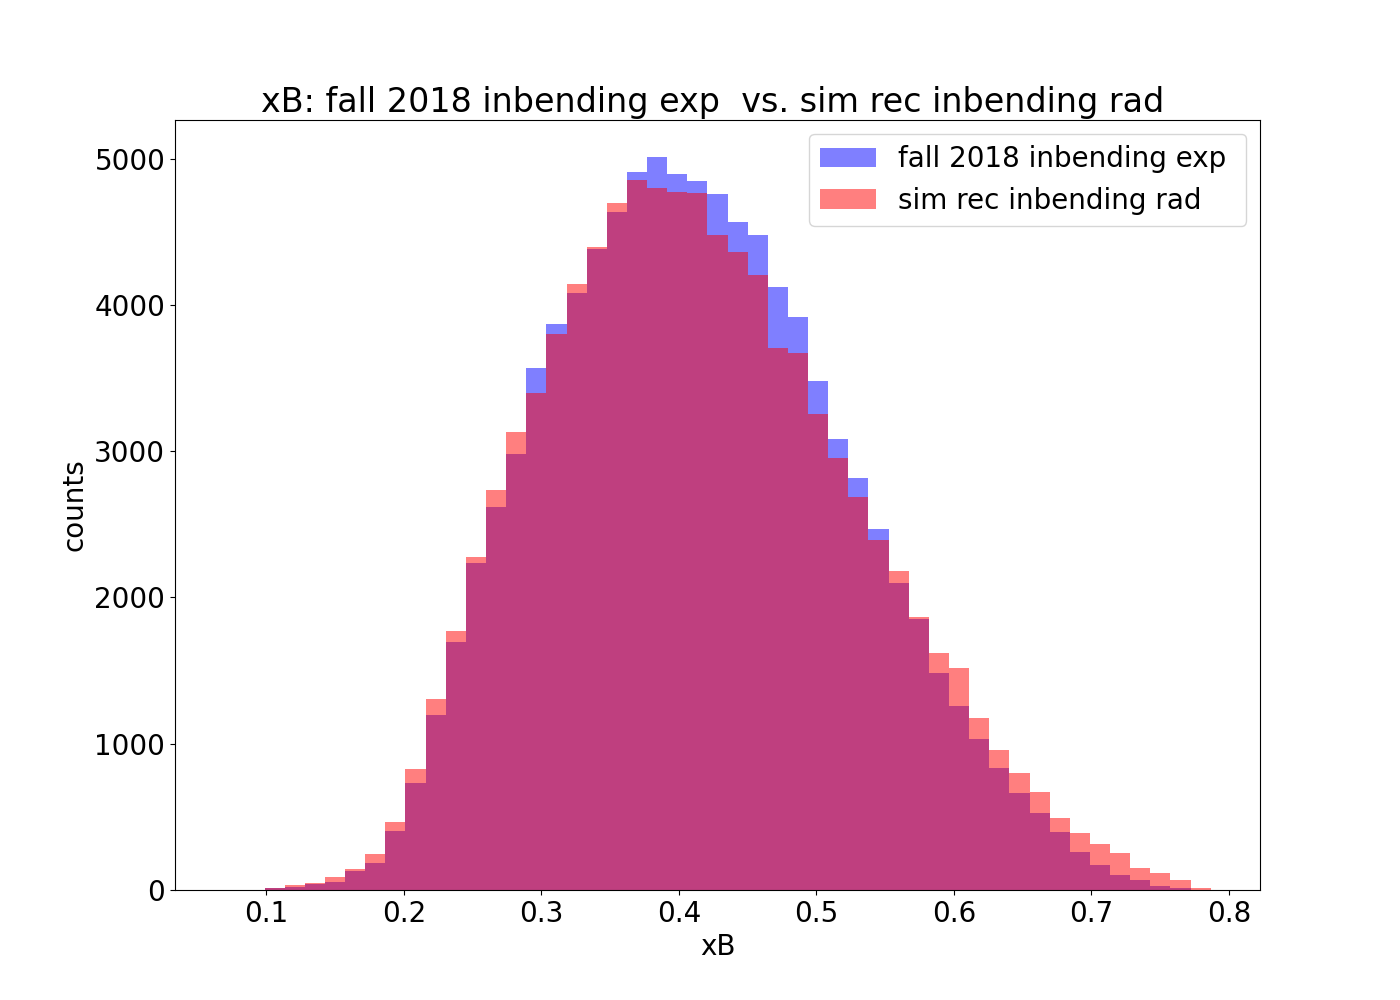 xB: fall 2018 inbending exp  vs. sim rec inbending rad
fall 2018 inbending exp
sim rec inbending rad
counts
5000
4000
3000
2000
1000
0
0.1 0.2 0.3 0.4 0.5 0.6 0.7 0.8
xB